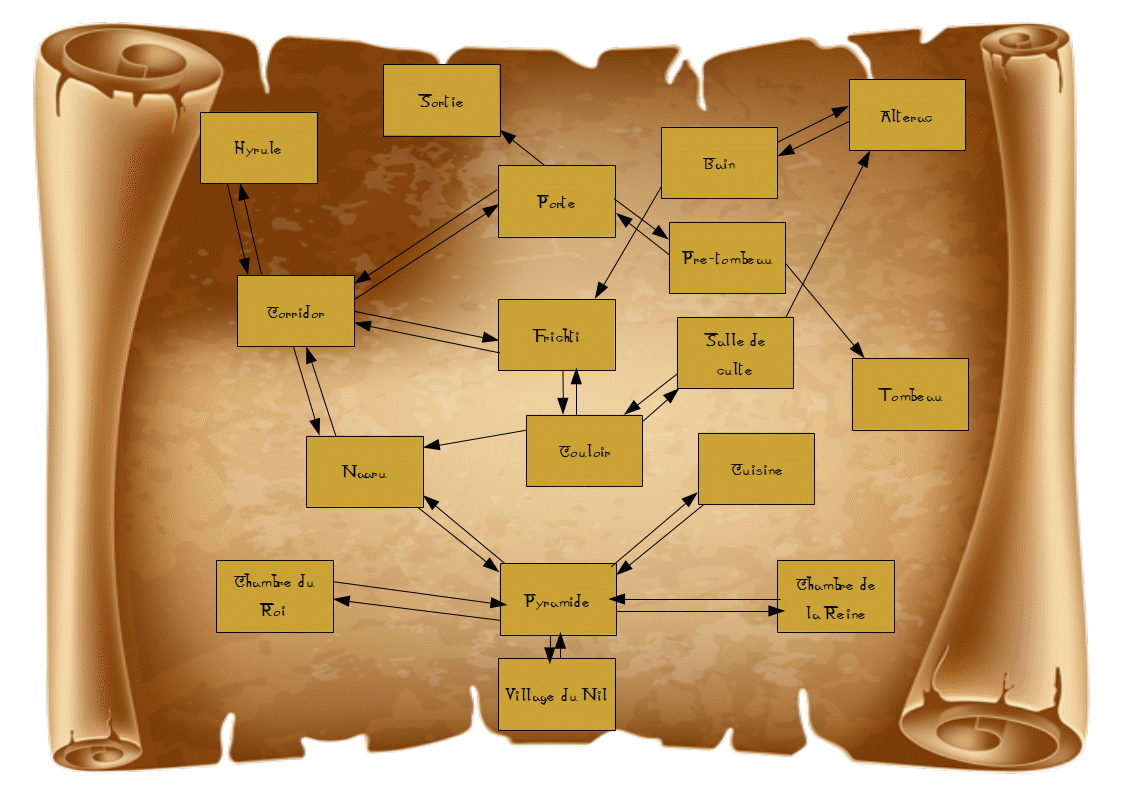 Sortie
Alterac
Hyrule
Bain
Porte
Pre-tombeau
Corridor
Frichti
Salle de
culte
Tombeau
Couloir
Naaru
Cuisine
Chambre du
Roi
Pyramide
Chambre de
la Reine
Village du Nil